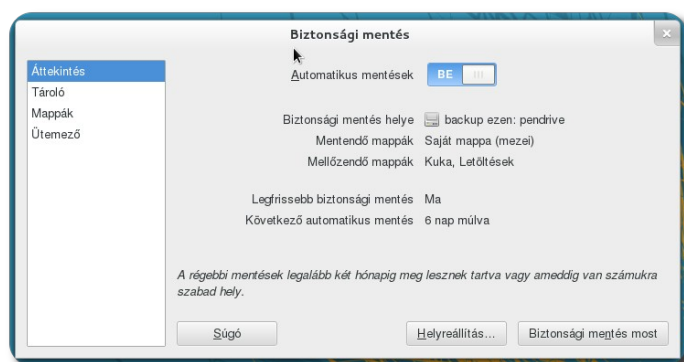 Biztonsági mentés
Áttekintés
Tároló
Mappák
Ütemező
Automatikus mentések BE
Biztonsági mentés helye backup ezen: pendrive
Mentendő mappák Saját mappa (mezei)
Mellőzendő mappák Kuka, Letöltések
Legfrissebb biztonsági mentés Ma
Következő automatikus mentés 6 nap múlva
A régebbi mentések legalább két hónapig meg lesznek tartva vagy ameddig van számukra
szabad hely.
Súgó Helyreállítás... Biztonsági mentés most